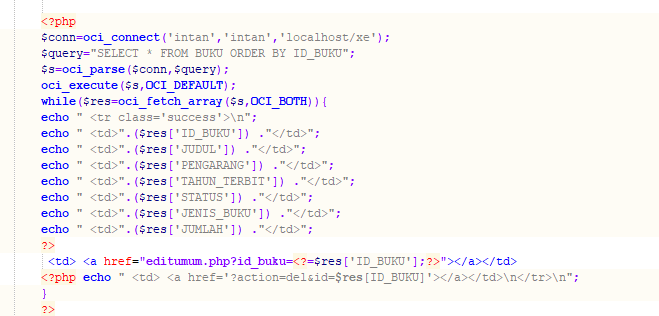 <?php
$conn=oci_connect('intan','intan','localhost/xe');
$query="SELECT * FROM BUKU ORDER BY ID_BUKU";
$s=oci_parse($conn,$query);
oci_execute($s,OCI_DEFAULT);
while($res=oci_fetch_array($s,OCI_BOTH)){
echo " <tr class='success'>\n";
echo " <td>".($res['ID_BUKU']) ."</td>";
echo " <td>".($res['JUDUL']) ."</td>";
echo " <td>".($res['PENGARANG']) ."</td>";
echo " <td>".($res['TAHUN_TERBIT']) ."</td>";
echo " <td>".($res['STATUS']) ."</td>";
echo " <td>".($res['JENIS_BUKU']) ."</td>";
echo " <td>".($res['JUMLAH']) ."</td>";
?>
<td> <a href="editumum.php?id_buku=<?=$res['ID_BUKU'];?>"></a></td>
<?php echo " <td> <a href='?action=del&id=$res[ID_BUKU]'></a></td>\n</tr>\n";
}
?>